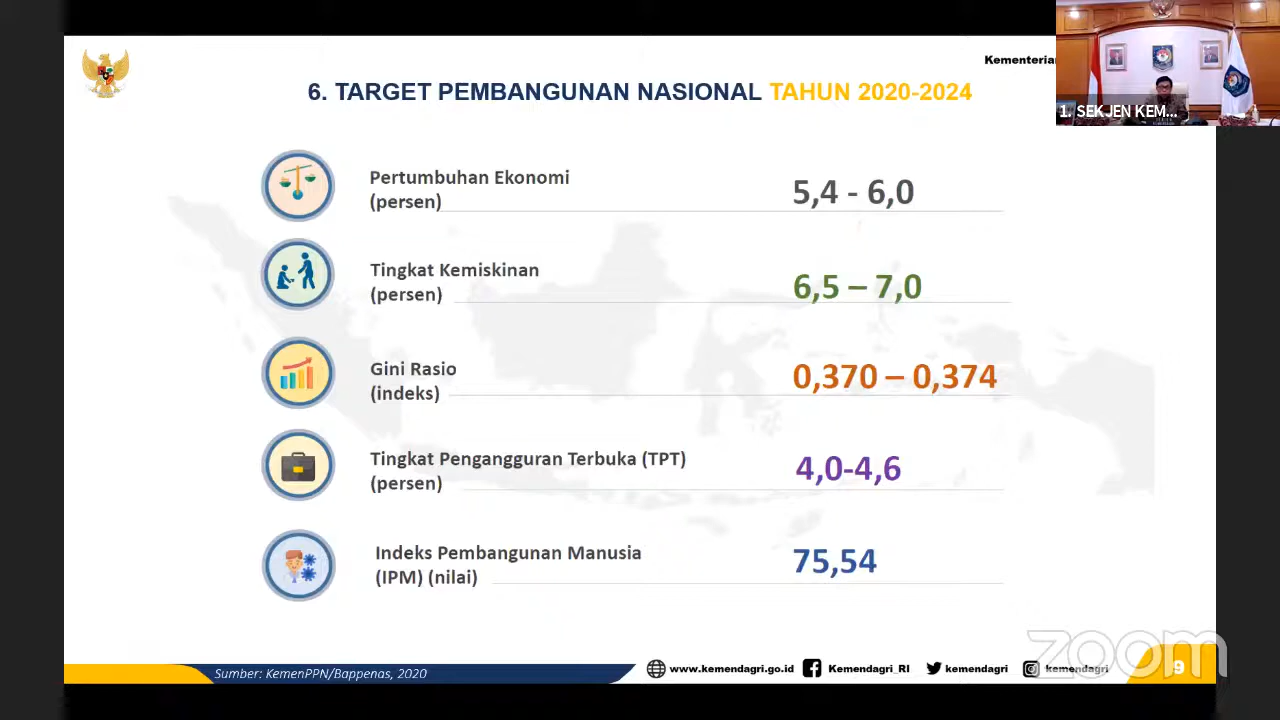 Kementerian
6. TARGET PEMBANGUNAN NASIONAL TAHUN 2020-2024
1. SEKJEN KEM...
Pertumbuhan Ekonomi
(persen)
5,4 - 6,0
Tingkat Kemiskinan
(persen)
6,5 – 7,0
Gini Rasio
(indeks)
0,370 – 0,374
Tingkat Pengangguran Terbuka (TPT)
(persen)
4,0-4,6
Indeks Pembangunan Manusia
(IPM) (nilai)
75,54
zoom
Sumber: KemenPPN/Bappenas, 2020
www.kemendagri.go.id
Kemendagri_RI
kemendagri
kemendagri
9